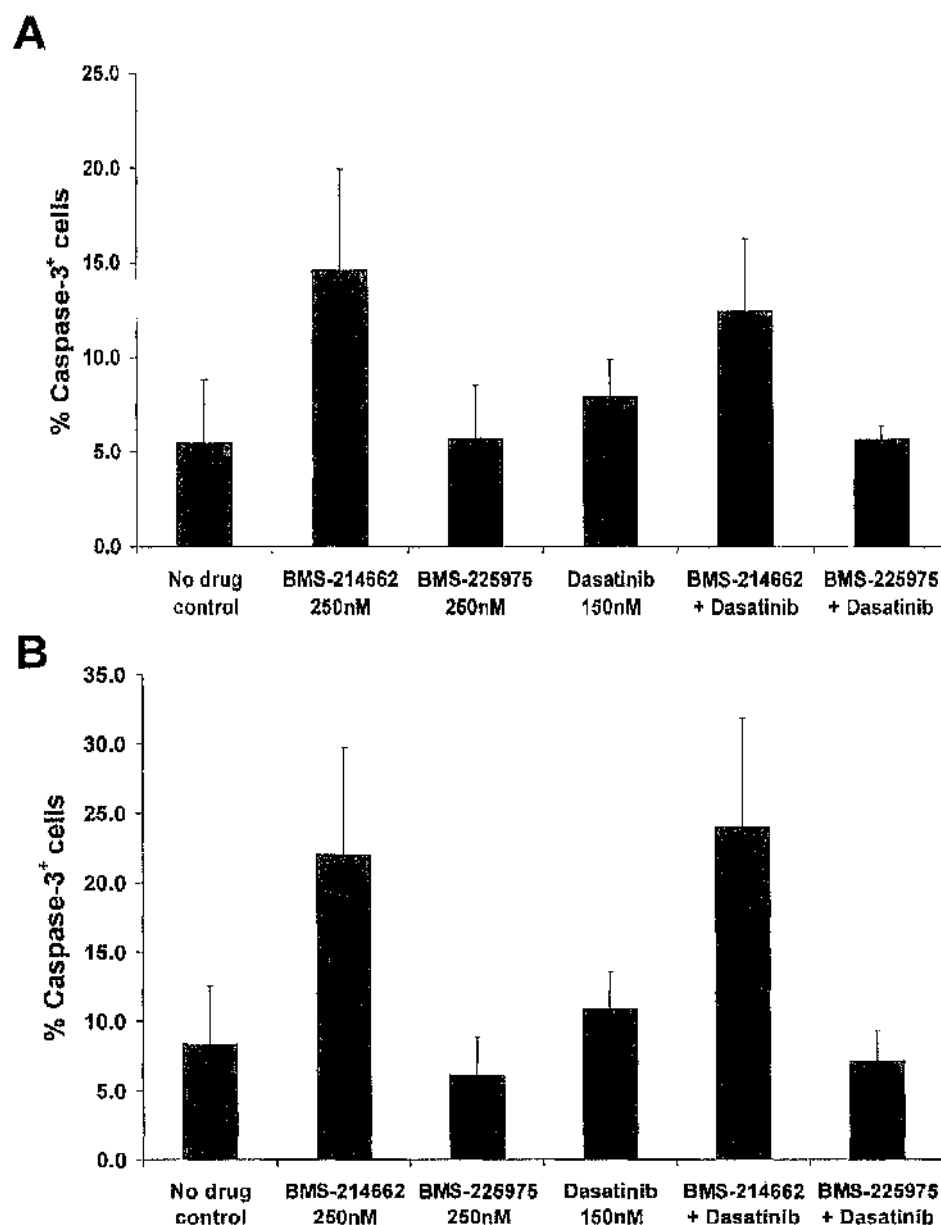 A
25.0
20.0
15.0
10.0
5.0
0.0
% Caspase-3+ cells
No drug control
BMS-214662 250nM
BMS-225975 250nM
Dasatinib 150nM
BMS-214662 + Dasatinib
BMS-225975 + Dasatinib
B
35.0
30.0
25.0
20.0
15.0
10.0
5.0
0.0
% Caspase-3+ cells
No drug control
BMS-214662 250nM
BMS-225975 250nM
Dasatinib 150nM
BMS-214662 + Dasatinib
BMS-225975 + Dasatinib